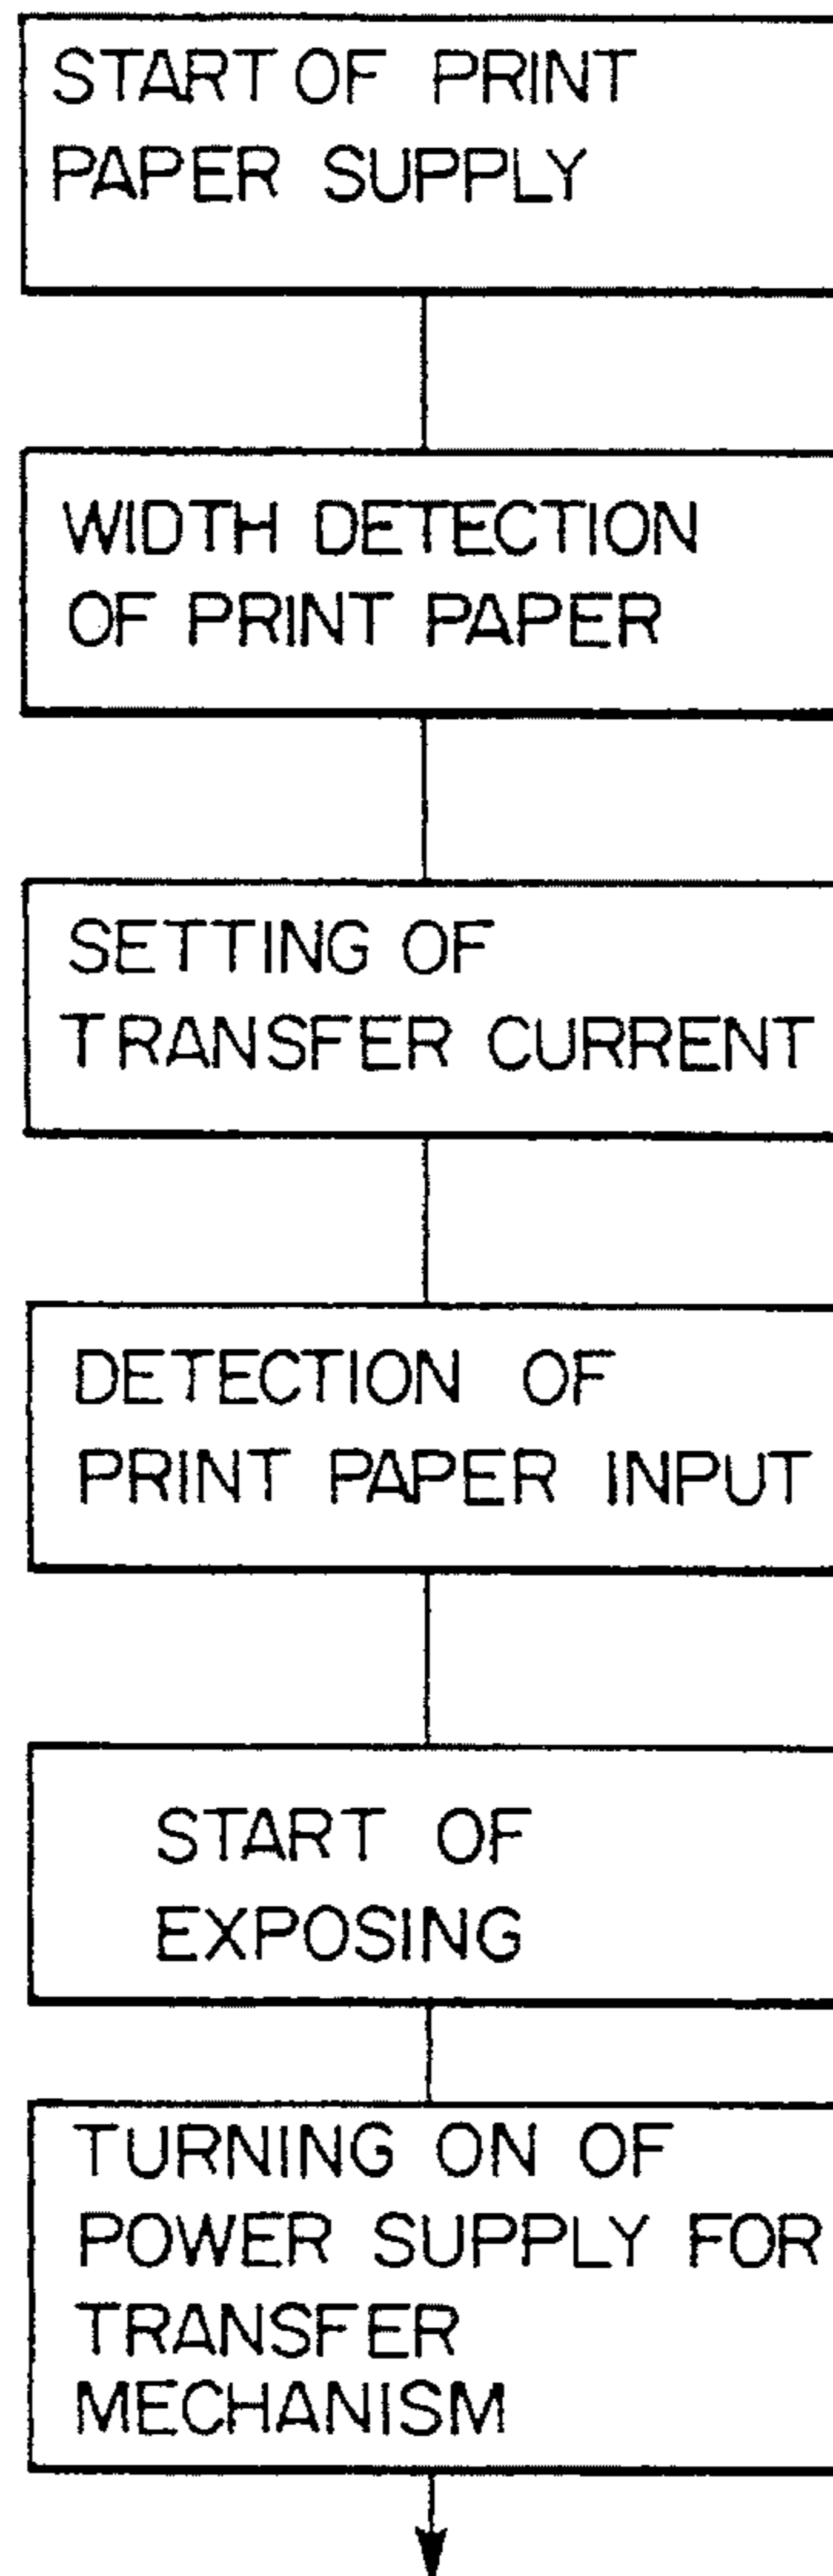 START OF PRINT
PAPER SUPPLY
WIDTH DETECTION
OF PRINT PAPER
SETTING OF
TRANSFER CURRENT
DETECTION OF
PRINT PAPER INPUT
START OF
EXPOSING
TURNING ON OF
POWER SUPPLY FOR
TRANSFER
MECHANISM